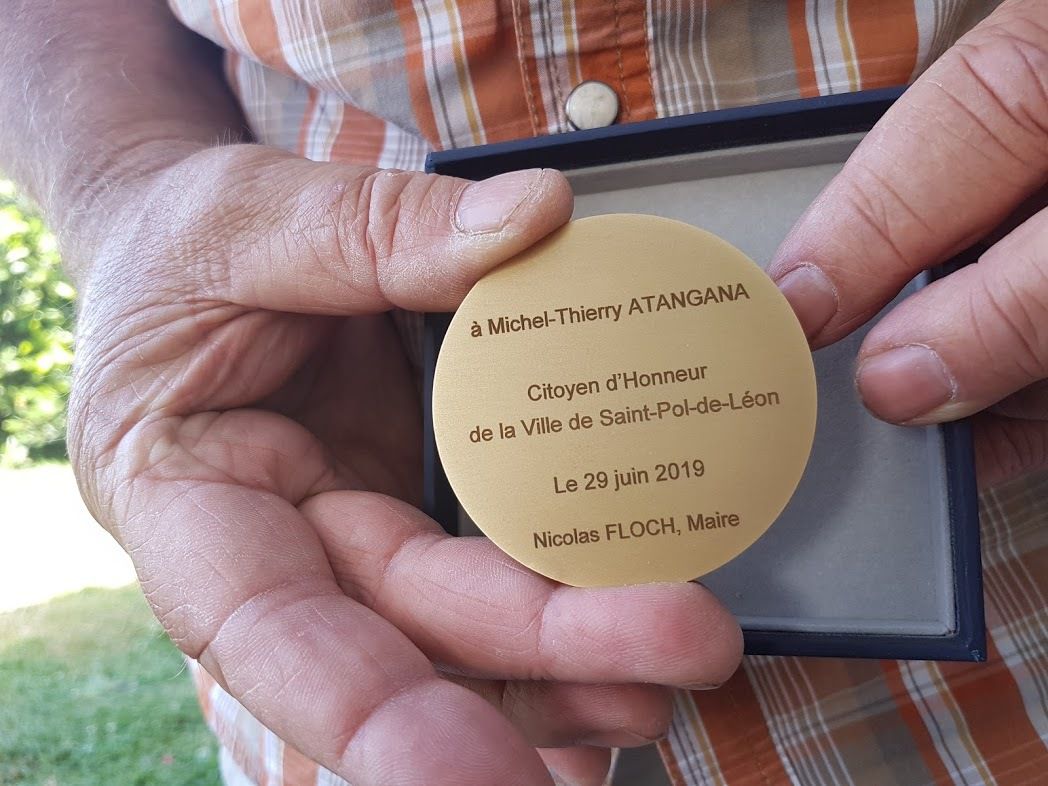 à Michel-Thierry ATANGANA
Citoyen d'Honneur
de la Ville de Saint-Pol-de-Léon
Le 29 juin 2019
Nicolas FLOCH, Maire